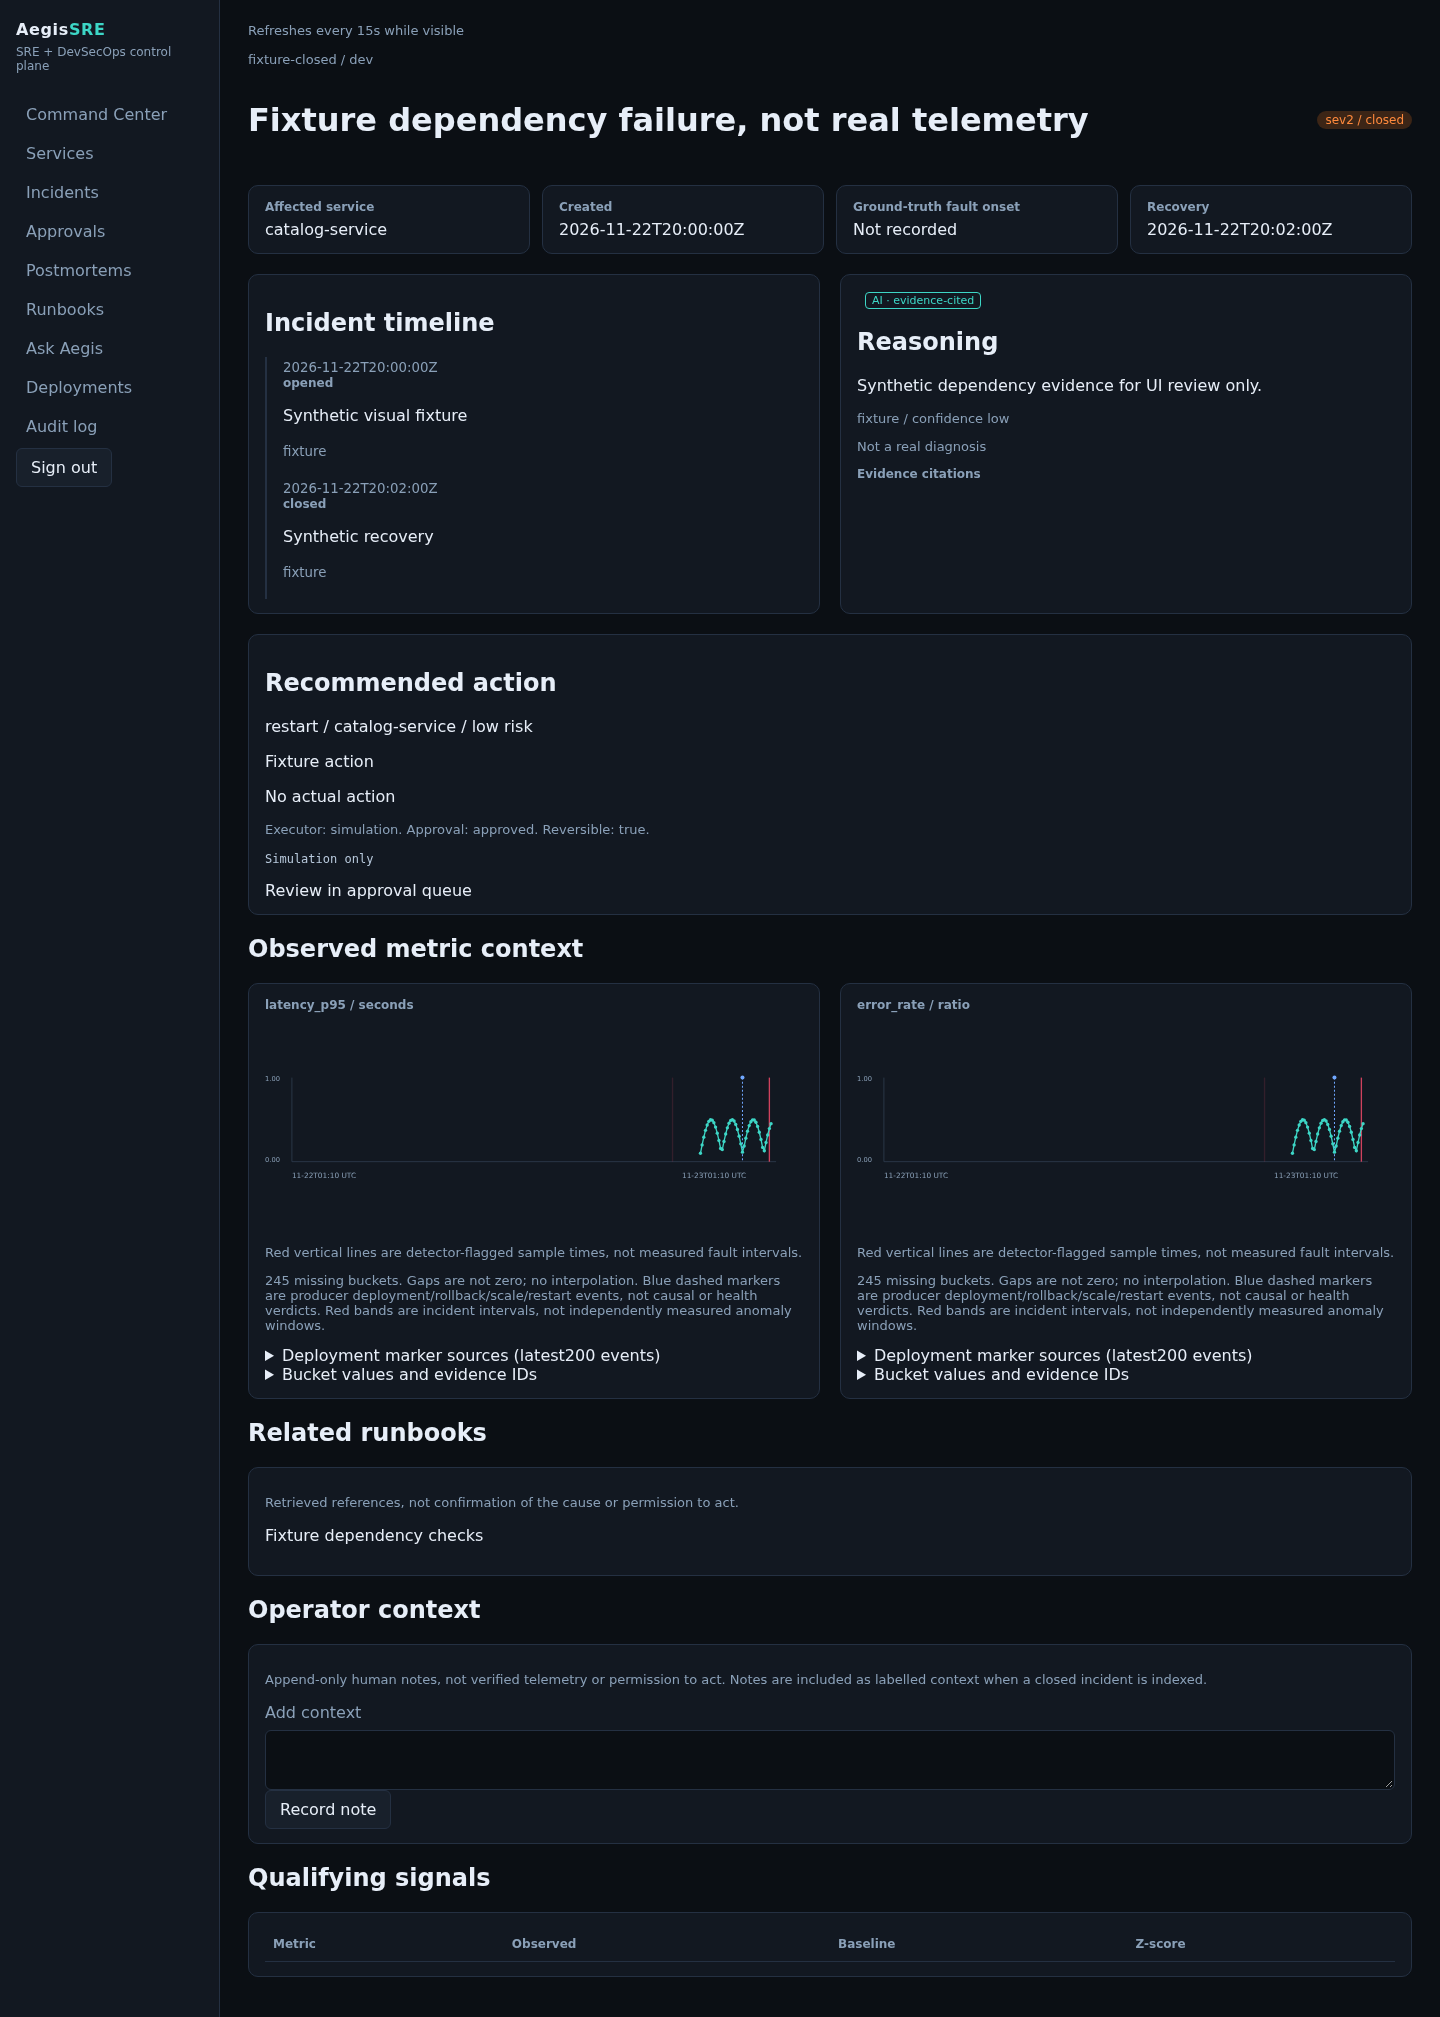 AegisSRE
SRE + DevSecOps control
plane
Command Center
Services
Incidents
Approvals
Postmortems
Runbooks
Ask Aegis
Deployments
Audit log
Sign out
Refreshes every 15s while visible
fixture-closed / dev
Fixture dependency failure, not real telemetry
sev2 / closed
Affected service
catalog-service
Created
2026-11-22T20:00:00Z
Ground-truth fault onset
Not recorded
Recovery
2026-11-22T20:02:00Z
Incident timeline
2026-11-22T20:00:00Z
opened
Synthetic visual fixture
fixture
2026-11-22T20:02:00Z
closed
Synthetic recovery
fixture
AI · evidence-cited
Reasoning
Synthetic dependency evidence for UI review only.
fixture / confidence low
Not a real diagnosis
Evidence citations
Recommended action
restart / catalog-service / low risk
Fixture action
No actual action
Executor: simulation. Approval: approved. Reversible: true.
Simulation only
Review in approval queue
Observed metric context
latency_p95 / seconds
1.00
0.00
11-22T01:10 UTC
11-23T01:10 UTC
Red vertical lines are detector-flagged sample times, not measured fault intervals.
245 missing buckets. Gaps are not zero; no interpolation. Blue dashed markers
are producer deployment/rollback/scale/restart events, not causal or health
verdicts. Red bands are incident intervals, not independently measured anomaly
windows.
Deployment marker sources (latest200 events)
Bucket values and evidence IDs
error_rate / ratio
1.00
0.00
11-22T01:10 UTC
11-23T01:10 UTC
Red vertical lines are detector-flagged sample times, not measured fault intervals.
245 missing buckets. Gaps are not zero; no interpolation. Blue dashed markers
are producer deployment/rollback/scale/restart events, not causal or health
verdicts. Red bands are incident intervals, not independently measured anomaly
windows.
Deployment marker sources (latest200 events)
Bucket values and evidence IDs
Related runbooks
Retrieved references, not confirmation of the cause or permission to act.
Fixture dependency checks
Operator context
Append-only human notes, not verified telemetry or permission to act. Notes are included as labelled context when a closed incident is indexed.
Add context
Record note
Qualifying signals
Metric
Observed
Baseline
Z-score